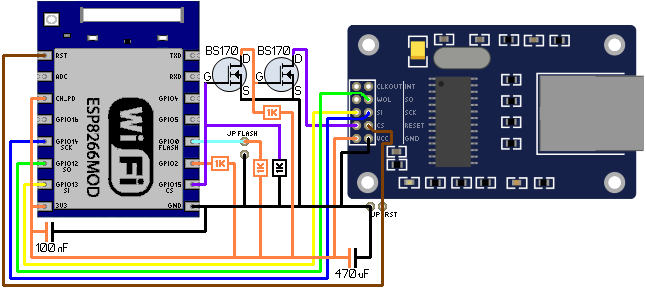 RST
ADC
CH_PD
GPIO16
GPIO14
SCK
GPIO12
SO
GPIO13
SI
3V3
ESP8266MOD
WiFi
TXD
RXD
GPIO4
GPIO5
GPIO0
FLASH
GPIO2
GPIO15
CS
GND
BS170
BS170
D
G
S
D
G
S
1K
JP FLASH
1K
1K
1K
100nF
470uF
JP RST
CLKOUT INT
WOL SO
SI SCK
CS RESET
VCC GND